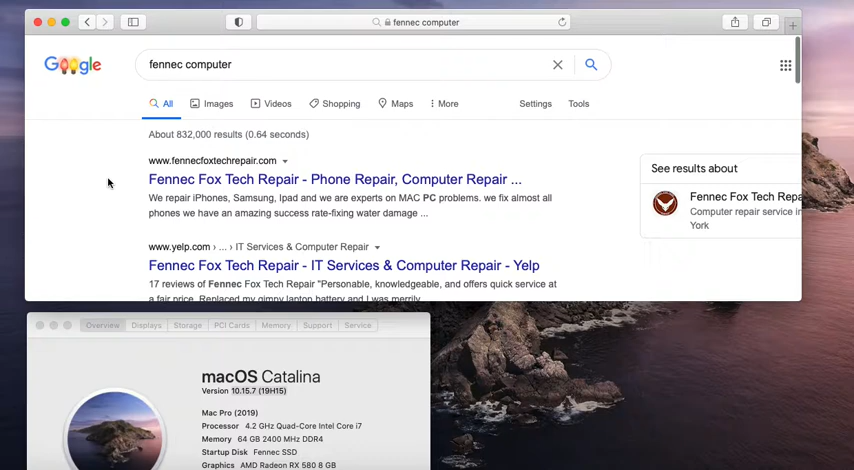 fennec computer
Google
fennec computer
All Images Videos Shopping Maps More Settings Tools
About 832,000 results (0.64 seconds)
www.fennecfoxtechrepair.com
Fennec Fox Tech Repair - Phone Repair, Computer Repair ...
We repair iPhones, Samsung, Ipad and we are experts on MAC PC problems. we fix almost all
phones we have an amazing success rate-fixing water damage ...
See results about
Fennec Fox Tech Repa
Computer repair service in
York
www.yelp.com › ... › IT Services & Computer Repair
Fennec Fox Tech Repair - IT Services & Computer Repair - Yelp
17 reviews of Fennec Fox Tech Repair "Personable, knowledgeable, and offers quick service at
a fair price. Replaced my gimpy laptop battery and I was merrily
Overview Displays Storage PCI Cards Memory Support Service
macOS Catalina
Version 10.15.7 (19H15)
Mac Pro (2019)
Processor 4.2 GHz Quad-Core Intel Core i7
Memory 64 GB 2400 MHz DDR4
Startup Disk Fennec SSD
Graphics AMD Radeon RX 580 8 GB